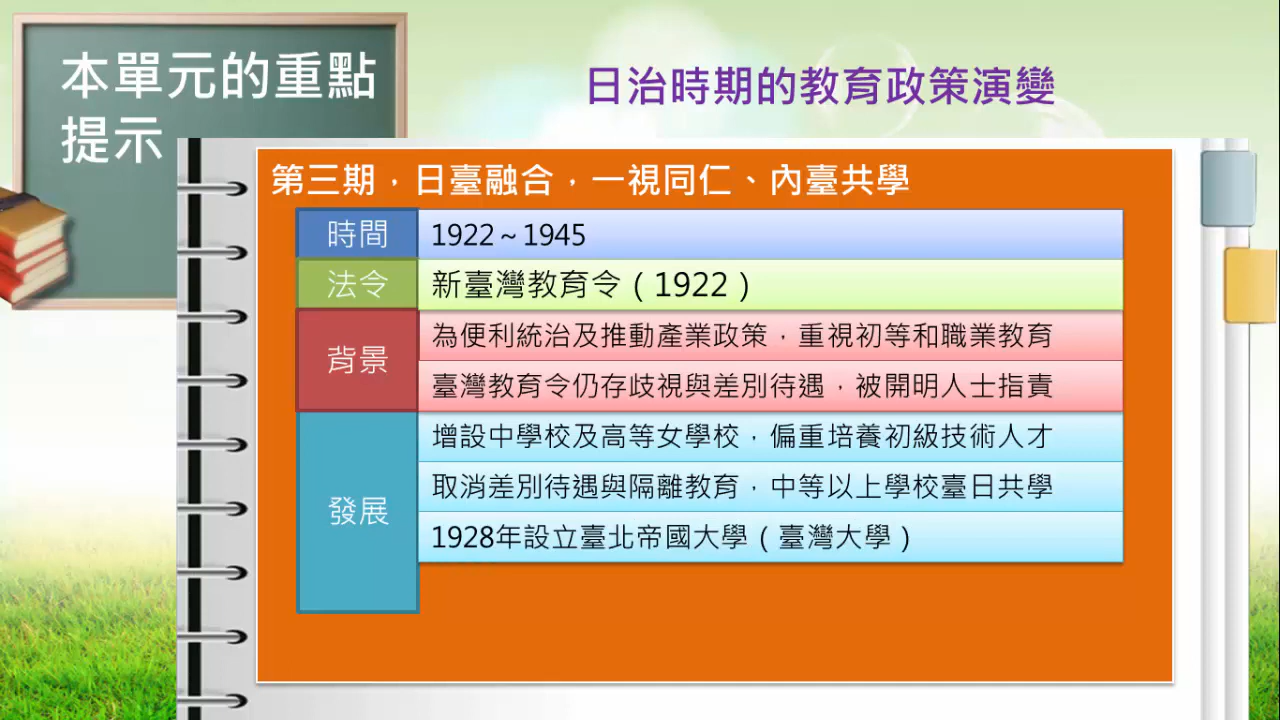 本單元的重點
提示
日治時期的教育政策演變
第三期，日臺融合，一視同仁、內臺共學
時間
1922～1945
法令
新臺灣教育令（1922）
背景
為便利統治及推動產業政策，重視初等和職業教育
臺灣教育令仍存歧視與差別待遇，被開明人士指責
發展
增設中學校及高等女學校，偏重培養初級技術人才
取消差別待遇與隔離教育，中等以上學校臺日共學
1928年設立臺北帝國大學（臺灣大學）